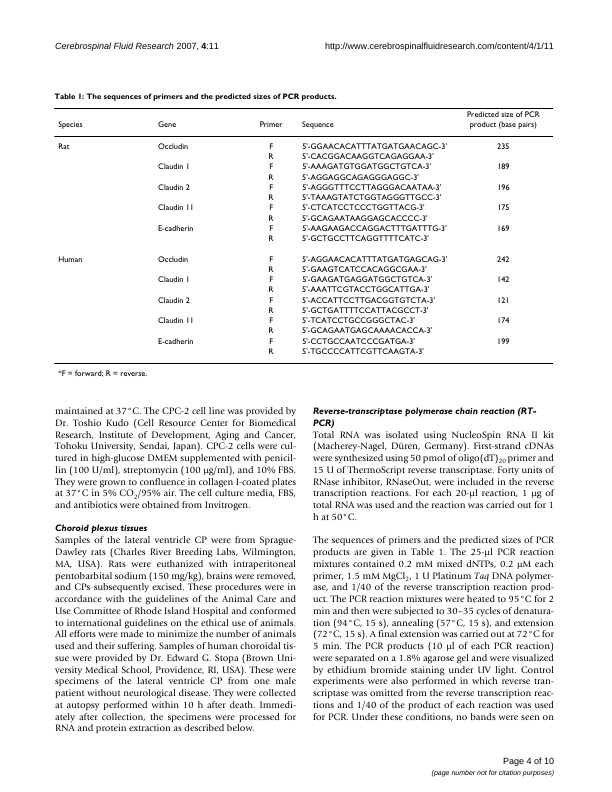 Cerebrospinal Fluid Research 2007, 4:11 http://www.cerebrospinalfluidresearch.com/content/4/1/11
Table 1: The sequences of primers and the predicted sizes of PCR products.
Species Gene Primer Sequence Predicted size of PCR product (base pairs)
Rat Occludin F 5'-GGAACACATTTATGATGAACAGC-3' 235
R 5'-CACGGACAAGGTCAGAGGAA-3'
Claudin 1 F 5'-AAAGATGTGGATGGCTGTCA-3' 189
R 5'-AGGAGGCAGAGGGAGGC-3'
Claudin 2 F 5'-AGGGTTTCCTTAGGGACAATAA-3' 196
R 5'-TAAAGTATCTGGTAGGGTTGCC-3'
Claudin 11 F 5'-CTCATCCTCCCTGGTTACG-3' 175
R 5'-GCAGAATAAGGAGCACCCC-3'
E-cadherin F 5'-AAGAAGACCAGGACTTTGATTTG-3' 169
R 5'-GCTGCCTTCAGGTTTTCATC-3'
Human Occludin F 5'-AGGAACACATTTATGATGAGCAG-3' 242
R 5'-GAAGTCATCCACAGGCGAA-3'
Claudin 1 F 5'-GAAGATGAGGATGGCTGTCA-3' 142
R 5'-AAATTCGTACCTGGCATTGA-3'
Claudin 2 F 5'-ACCATTCCTTGACGGTGTCTA-3' 121
R 5'-GCTGATTTTCCATTACGCCT-3'
Claudin 11 F 5'-TCATCCTGCCGGGCTAC-3' 174
R 5'-GCAGAATGAGCAAAACACCA-3'
E-cadherin F 5'-CCTGCCAATCCCGATGA-3' 199
R 5'-TGCCCCATTCGTTCAAGTA-3'
*F = forward; R = reverse.
maintained at 37°C. The CPC-2 cell line was provided by
Dr. Toshio Kudo (Cell Resource Center for Biomedical
Research, Institute of Development, Aging and Cancer,
Tohoku University, Sendai, Japan). CPC-2 cells were cul-
tured in high-glucose DMEM supplemented with penicil-
lin (100 U/ml), streptomycin (100 μg/ml), and 10% FBS.
They were grown to confluence in collagen I-coated plates
at 37°C in 5% CO2/95% air. The cell culture media, FBS,
and antibiotics were obtained from Invitrogen.
Choroid plexus tissues
Samples of the lateral ventricle CP were from Sprague-
Dawley rats (Charles River Breeding Labs, Wilmington,
MA, USA). Rats were euthanized with intraperitoneal
pentobarbital sodium (150 mg/kg), brains were removed,
and CPs subsequently excised. These procedures were in
accordance with the guidelines of the Animal Care and
Use Committee of Rhode Island Hospital and conformed
to international guidelines on the ethical use of animals.
All efforts were made to minimize the number of animals
used and their suffering. Samples of human choroidal tis-
sue were provided by Dr. Edward G. Stopa (Brown Uni-
versity Medical School, Providence, RI, USA). These were
specimens of the lateral ventricle CP from one male
patient without neurological disease. They were collected
at autopsy performed within 10 h after death. Immedi-
ately after collection, the specimens were processed for
RNA and protein extraction as described below.
Reverse-transcriptase polymerase chain reaction (RT-
PCR)
Total RNA was isolated using NucleoSpin RNA II kit
(Macherey-Nagel, Düren, Germany). First-strand cDNAs
were synthesized using 50 pmol of oligo(dT)20 primer and
15 U of ThermoScript reverse transcriptase. Forty units of
RNase inhibitor, RNaseOut, were included in the reverse
transcription reactions. For each 20-μl reaction, 1 μg of
total RNA was used and the reaction was carried out for 1
h at 50°C.
The sequences of primers and the predicted sizes of PCR
products are given in Table 1. The 25-μl PCR reaction
mixtures contained 0.2 mM mixed dNTPs, 0.2 μM each
primer, 1.5 mM MgCl2, 1 U Platinum Taq DNA polymer-
ase, and 1/40 of the reverse transcription reaction prod-
uct. The PCR reaction mixtures were heated to 95°C for 2
min and then were subjected to 30–35 cycles of denatura-
tion (94°C, 15 s), annealing (57°C, 15 s), and extension
(72°C, 15 s). A final extension was carried out at 72°C for
5 min. The PCR products (10 μl of each PCR reaction)
were separated on a 1.8% agarose gel and were visualized
by ethidium bromide staining under UV light. Control
experiments were also performed in which reverse tran-
scriptase was omitted from the reverse transcription reac-
tions and 1/40 of the product of each reaction was used
for PCR. Under these conditions, no bands were seen on
Page 4 of 10
(page number not for citation purposes)